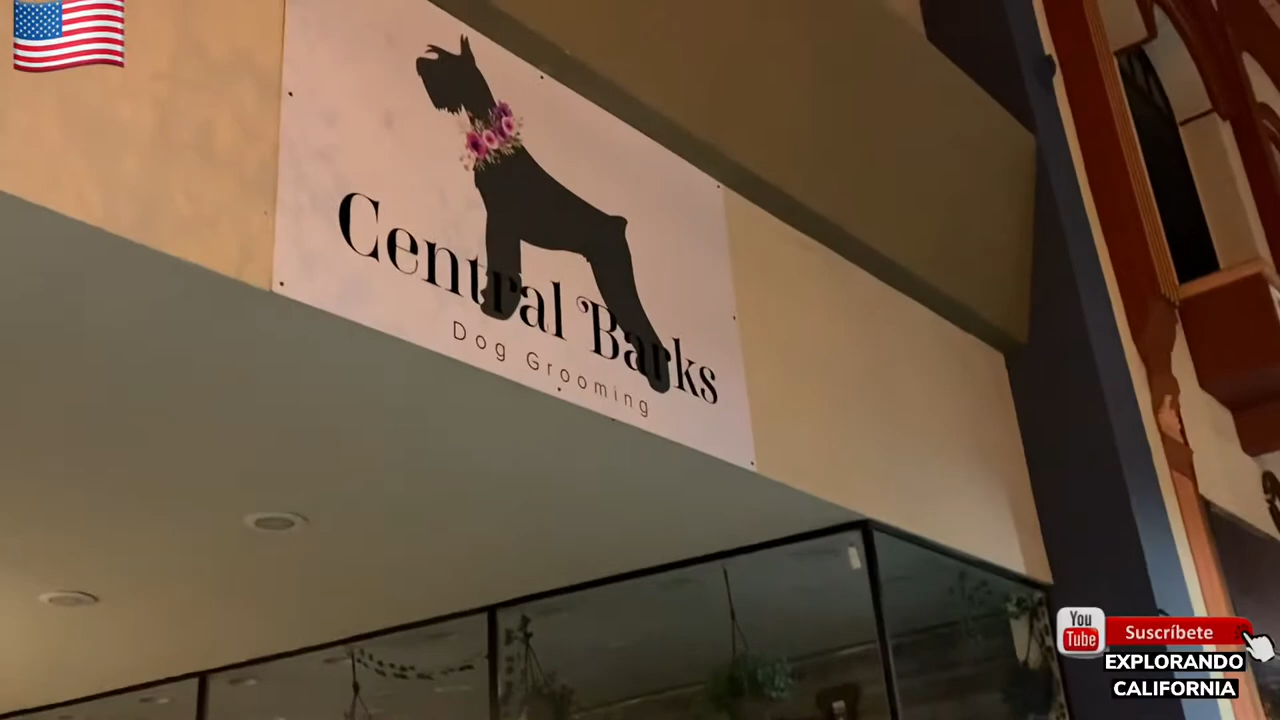 Central Barks
Dog Grooming
You
Tube
Suscríbete
EXPLORANDO
CALIFORNIA